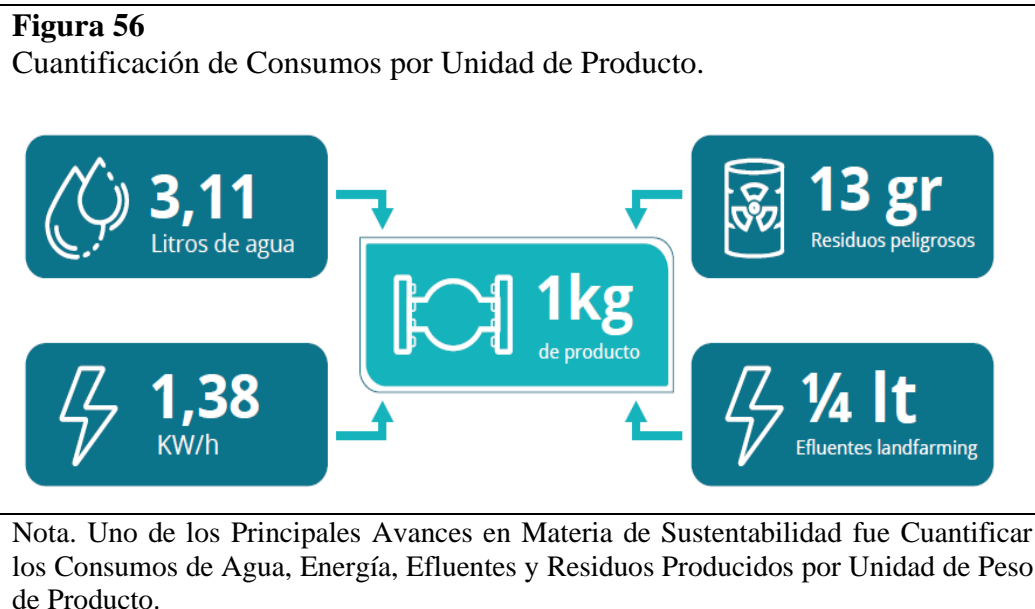 Figura 56
Cuantificación de Consumos por Unidad de Producto.
3,11
Litros de agua
13 gr
Residuos peligrosos
1kg
de producto
1,38
KW/h
¼ lt
Efluentes landfarming
Nota. Uno de los Principales Avances en Materia de Sustentabilidad fue Cuantificar
los Consumos de Agua, Energía, Efluentes y Residuos Producidos por Unidad de Peso
de Producto.